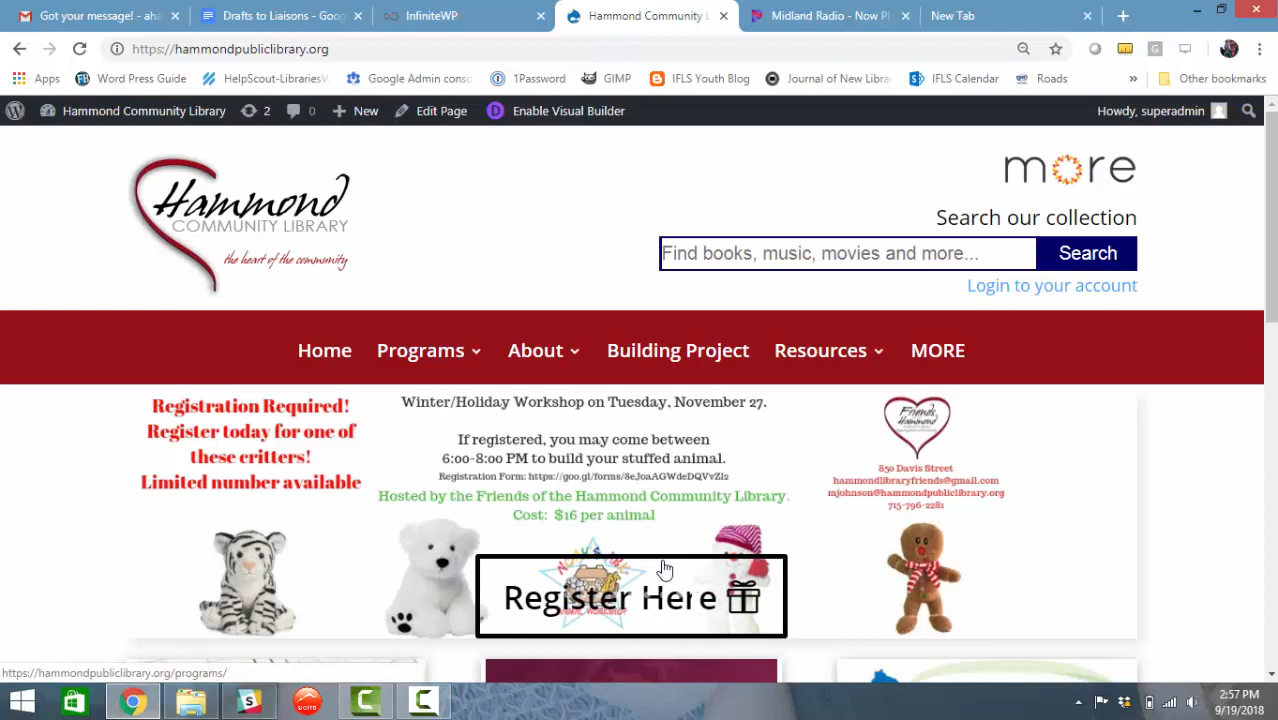 Gmail (897) - ah
Drafts to Liaisons - Goog
InfiniteWP
Hammond Community L
Midland Radio - Now Pl
New Tab
https://hammondpubliclibrary.org
Apps
Word Press Guide
HelpScout-LibrariesW
Google Admin conso
1Password
GIMP
IFLS Youth Blog
Journal of New Libra
IFLS Calendar
Roads
»
Other bookmarks
Hammond Community Library
2
0
New
Edit Page
D
Enable Visual Builder
Howdy, superadmin
Hammond
COMMUNITY LIBRARY
the heart of the community
more
Search our collection
Find books, music, movies and more...
Search
Login to your account
Home
Programs
About
Building Project
Resources
MORE
Registration Required!
Register today for one of
these critters!
Limited number available
Winter/Holiday Workshop on Tuesday, November 27.
If registered, you may come between
6:00-8:00 PM to build your stuffed animal.
Registration Form: https://goo.gl/forms/8eJoaAGWdeDQVvZl2
Hosted by the Friends of the Hammond Community Library.
Cost: $16 per animal
Friends
Hammond
850 Davis Street
hammondlibraryfriends@gmail.com
mjohnson@hammondpubliclibrary.org
715-796-2281
Register Here
https://hammondpubliclibrary.org/programs/
2:57 PM
9/19/2018